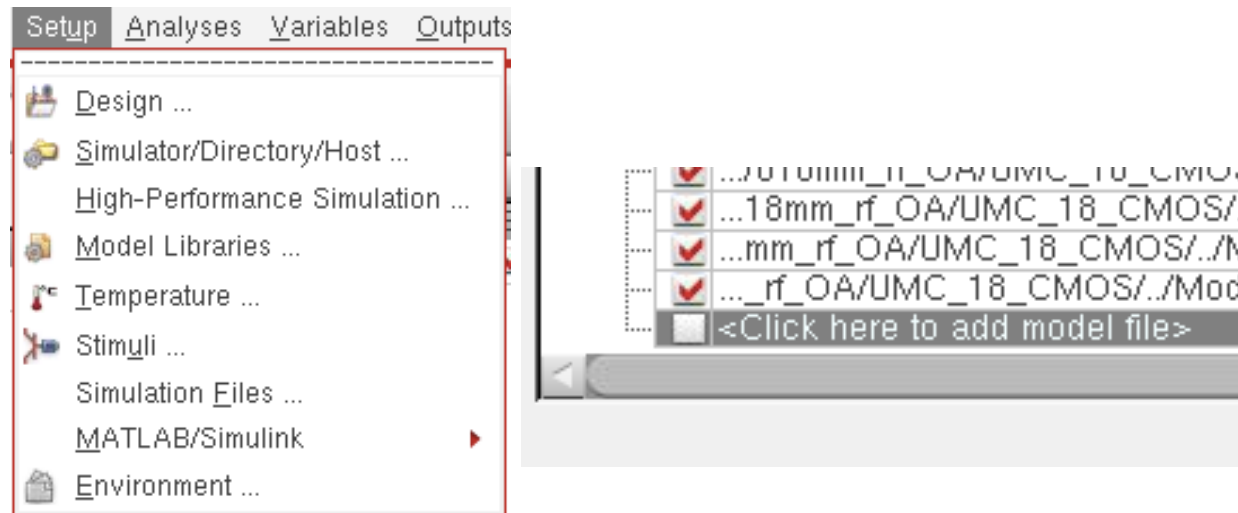 Setup Analyses Variables Outputs
Design ...
Simulator/Directory/Host ...
High-Performance Simulation ...
Model Libraries ...
Temperature ...
Stimuli ...
Simulation Files ...
MATLAB/Simulink
Environment ...
...18mm_rf_OA/UMC_18_CMOS/
...mm_rf_OA/UMC_18_CMOS/../M
..._rf_OA/UMC_18_CMOS/../Mod
<Click here to add model file>